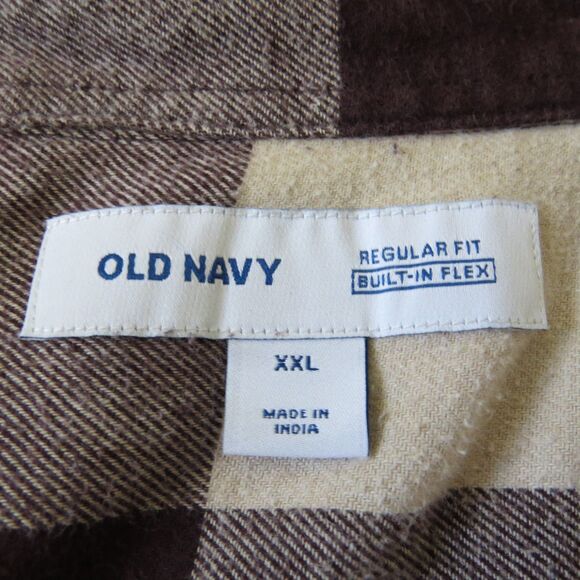 OLD NAVY
REGULAR FIT
BUILT-IN FLEX
XXL
MADE IN
INDIA